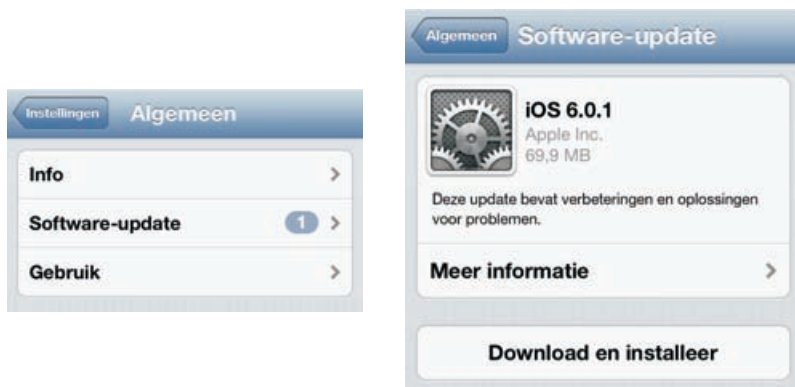 Instellingen
Algemeen
Info
Software-update
1
Gebruik
Algemeen
Software-update
iOS 6.0.1
Apple Inc.
69,9 MB
Deze update bevat verbeteringen en oplossingen
voor problemen.
Meer informatie
Download en installeer